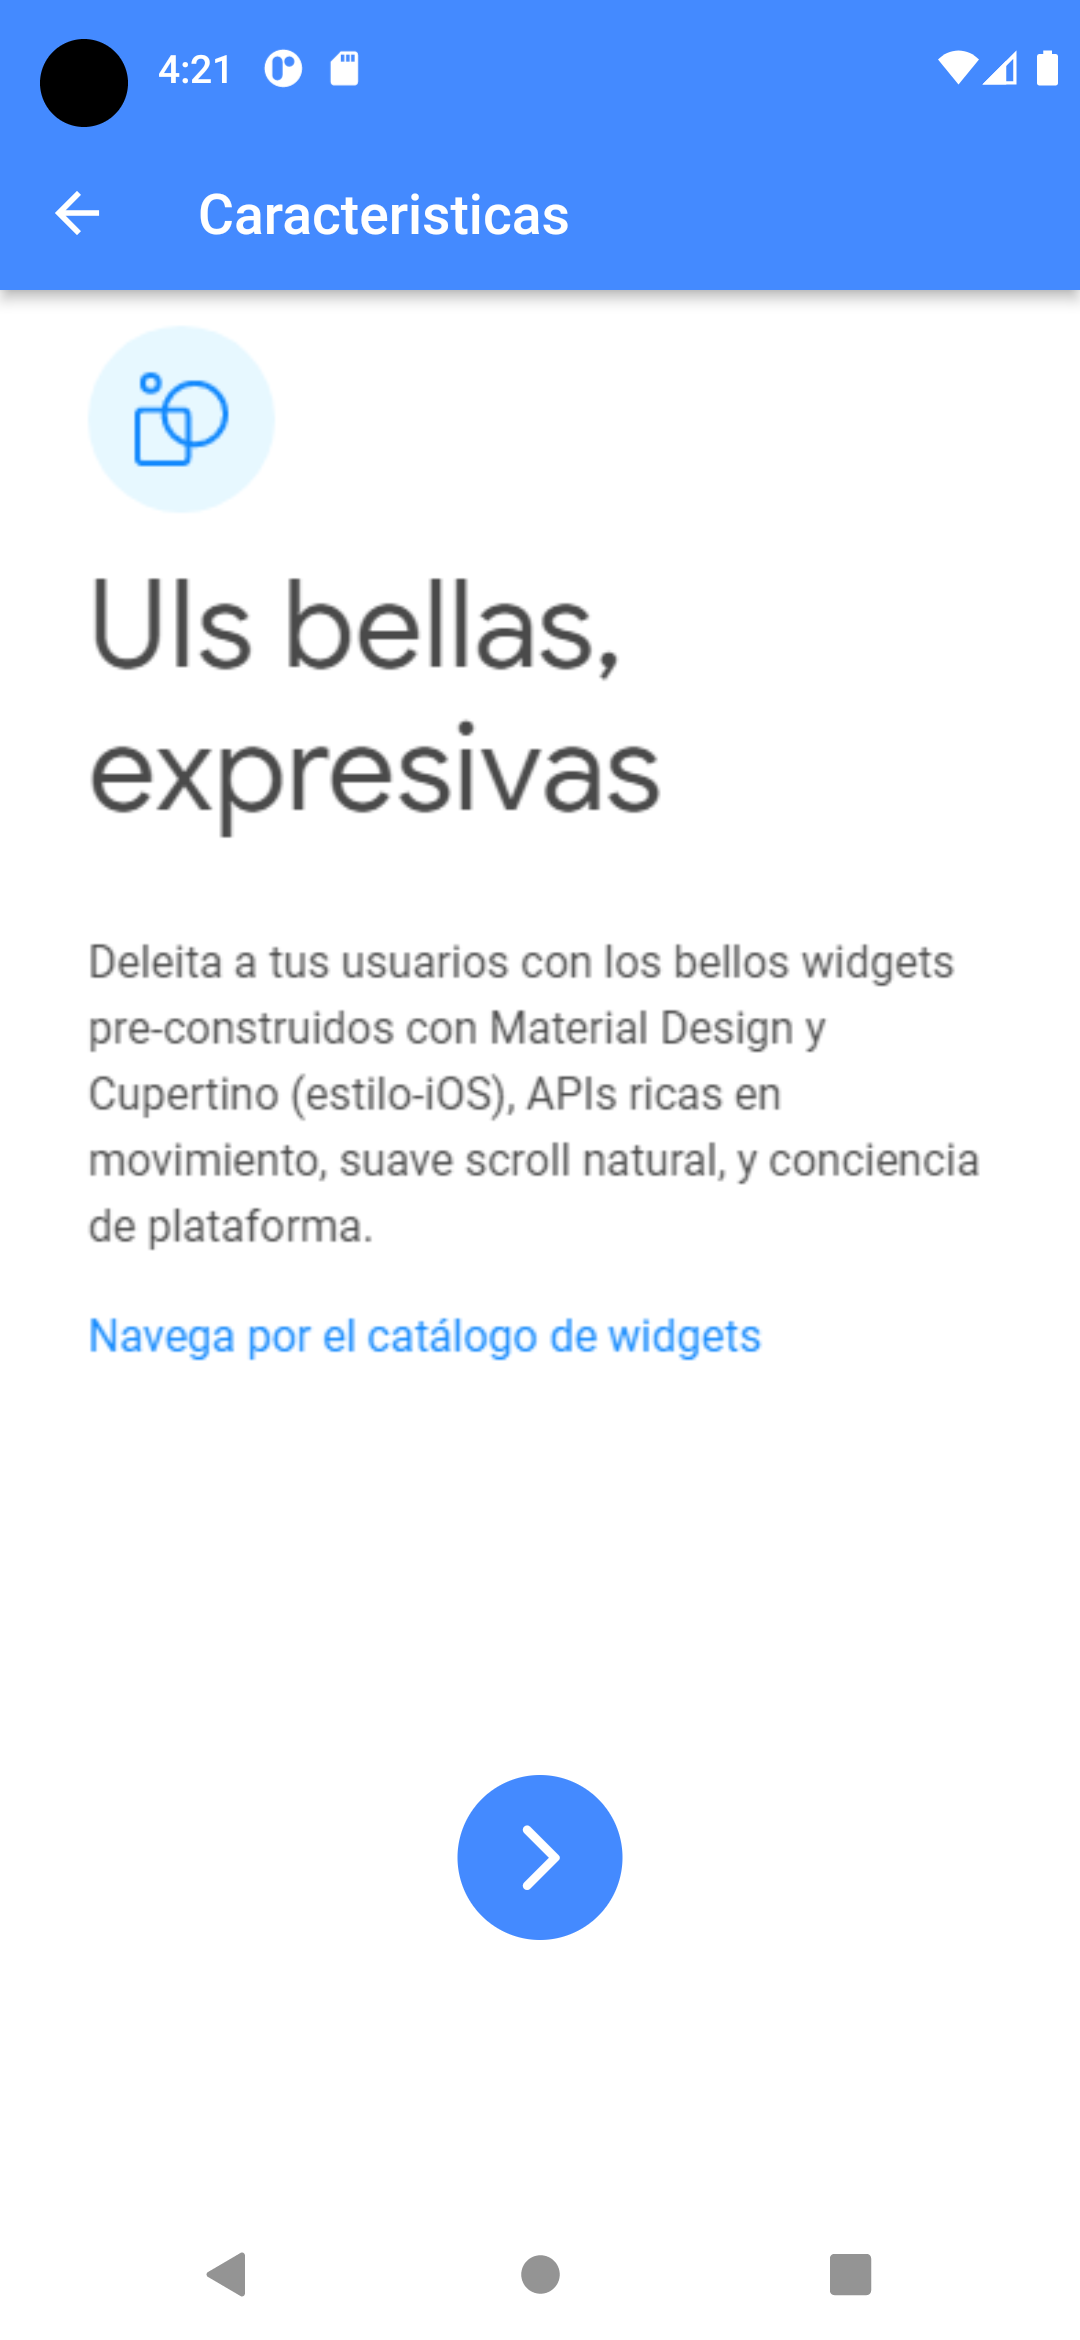 4:21
Caracteristicas
UIs bellas,
expresivas
Deleita a tus usuarios con los bellos widgets
pre-construidos con Material Design y
Cupertino (estilo-iOS), APIs ricas en
movimiento, suave scroll natural, y conciencia
de plataforma.
Navega por el catálogo de widgets